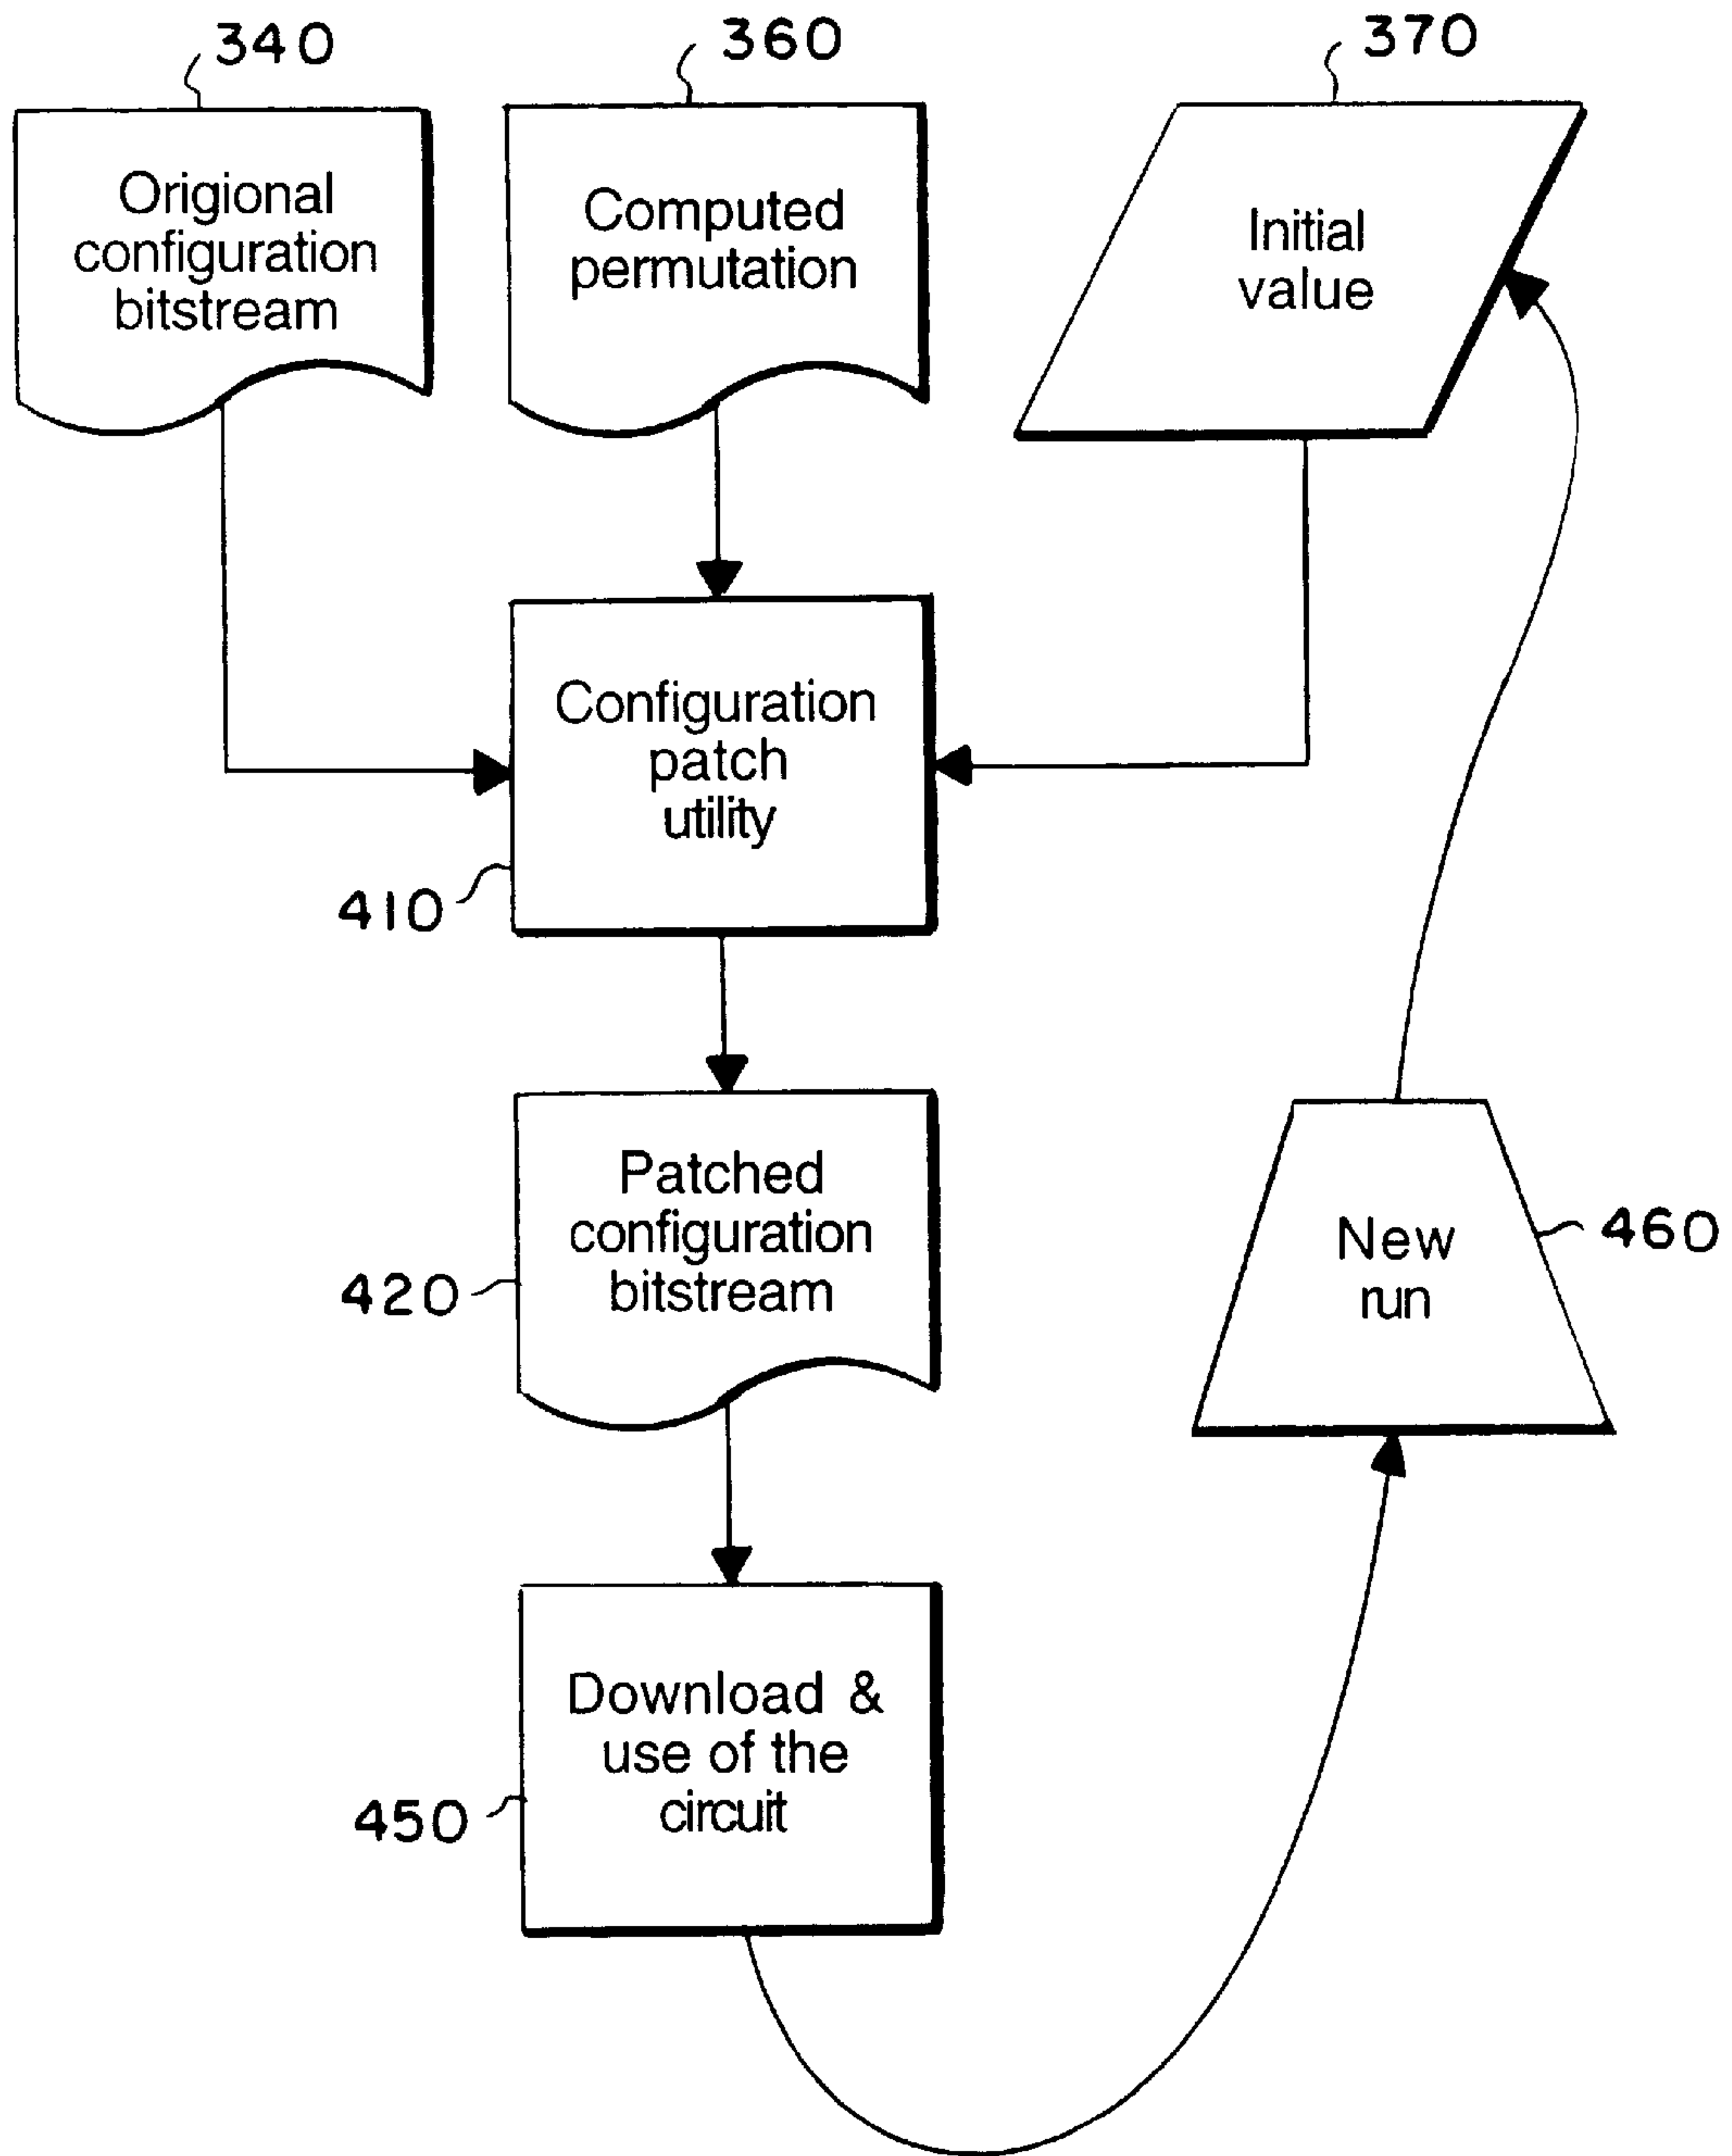 340
360
370
Origional
configuration
bitstream
Computed
permutation
Initial
value
Configuration
patch
utility
410
Patched
configuration
bitstream
420
New
run
460
Download &
use of the
circuit
450